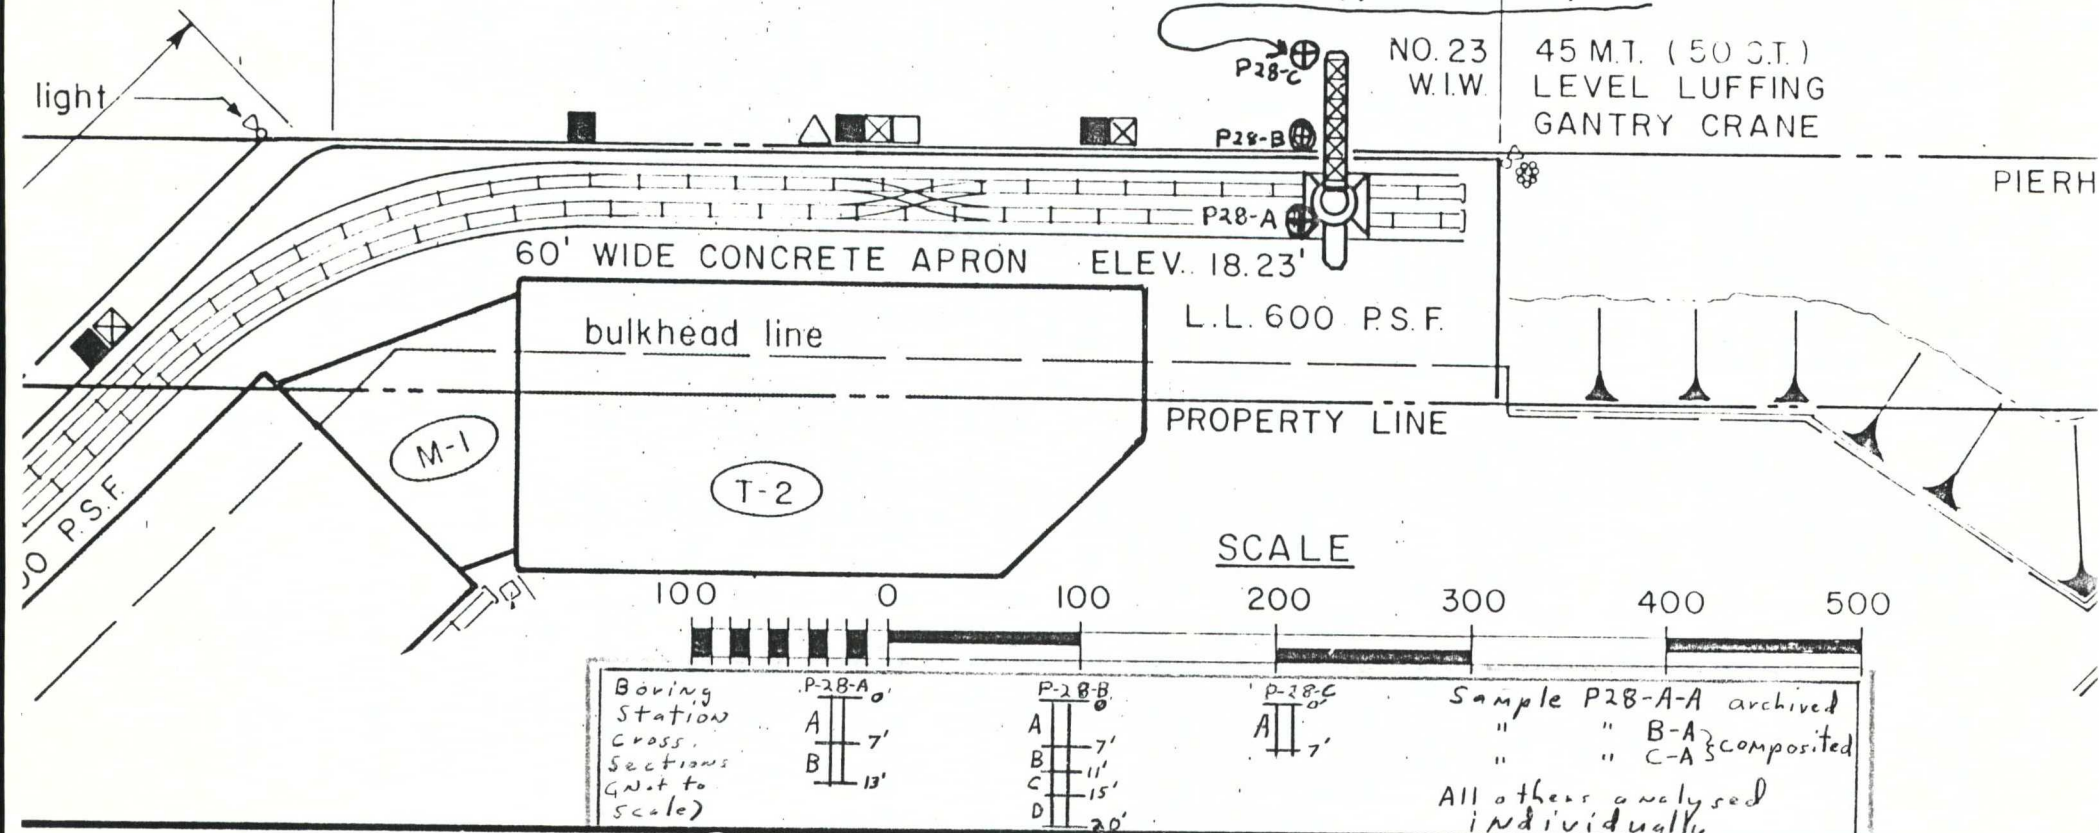 light
P28-C
NO. 23
W.I.W.
45 M.T. (50 S.T.)
LEVEL LUFFING
GANTRY CRANE
P28-B
PIERH
P28-A
60' WIDE CONCRETE APRON ELEV. 18.23'
L.L. 600 P.S.F.
bulkhead line
PROPERTY LINE
M-1
T-2
00 P.S.F.
SCALE
100 0 100 200 300 400 500
Boring
Station
Cross
Sections
(Not to
Scale)
P-28-A
0'
A
7'
B
13'
P-28-B
0
A
7'
B
11'
C
15'
D
20'
P-28-C
0'
A
7'
Sample P28-A-A archived
" " B-A } composited
" " C-A }
All others analysed
individually